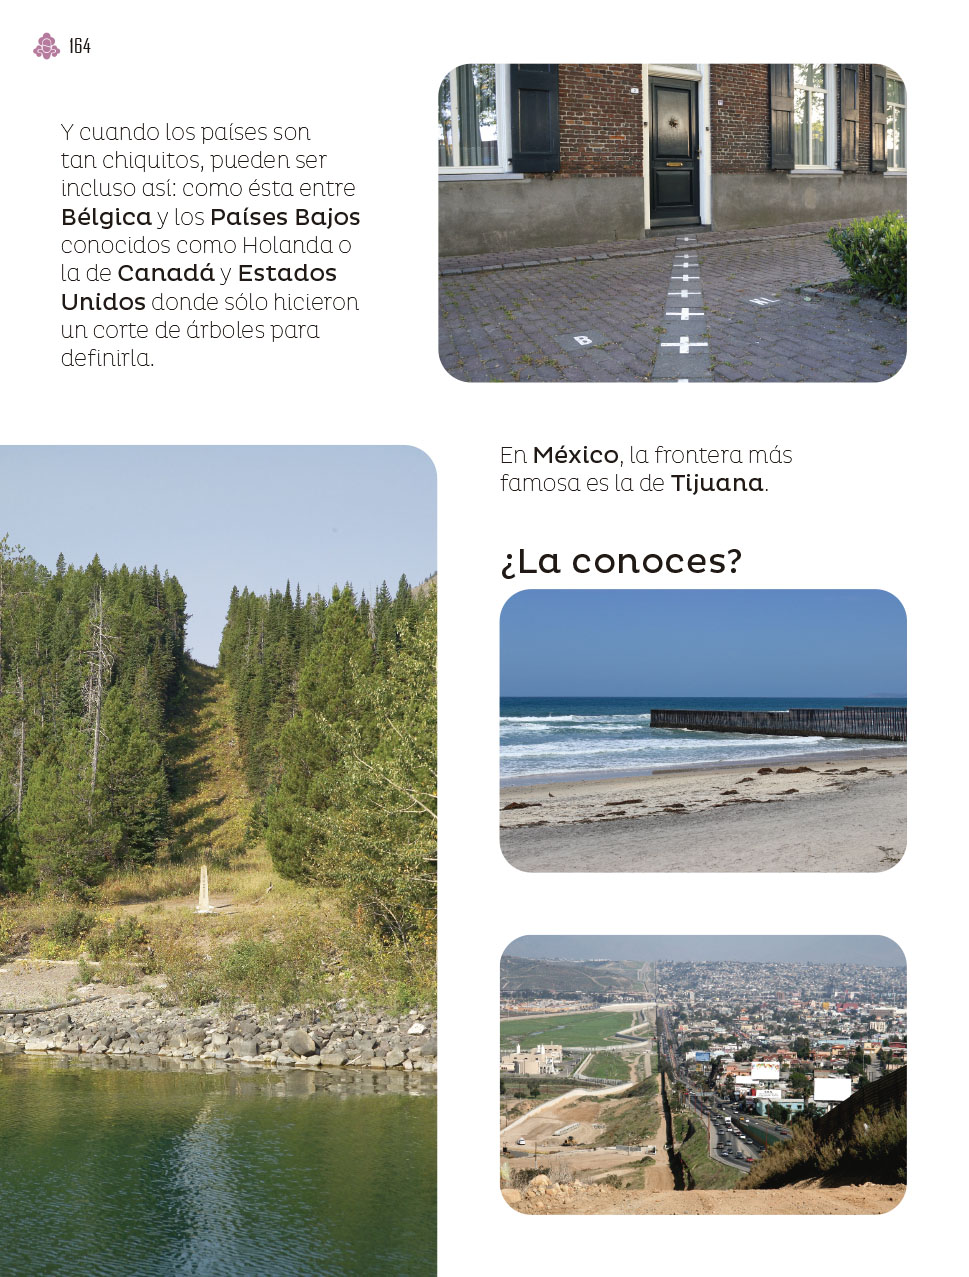 164
Y cuando los países son
tan chiquitos, pueden ser
incluso así: como ésta entre
Bélgica y los Países Bajos
conocidos como Holanda o
la de Canadá y Estados
Unidos donde sólo hicieron
un corte de árboles para
definirla.
B
NL
En México, la frontera más
famosa es la de Tijuana.
¿La conoces?